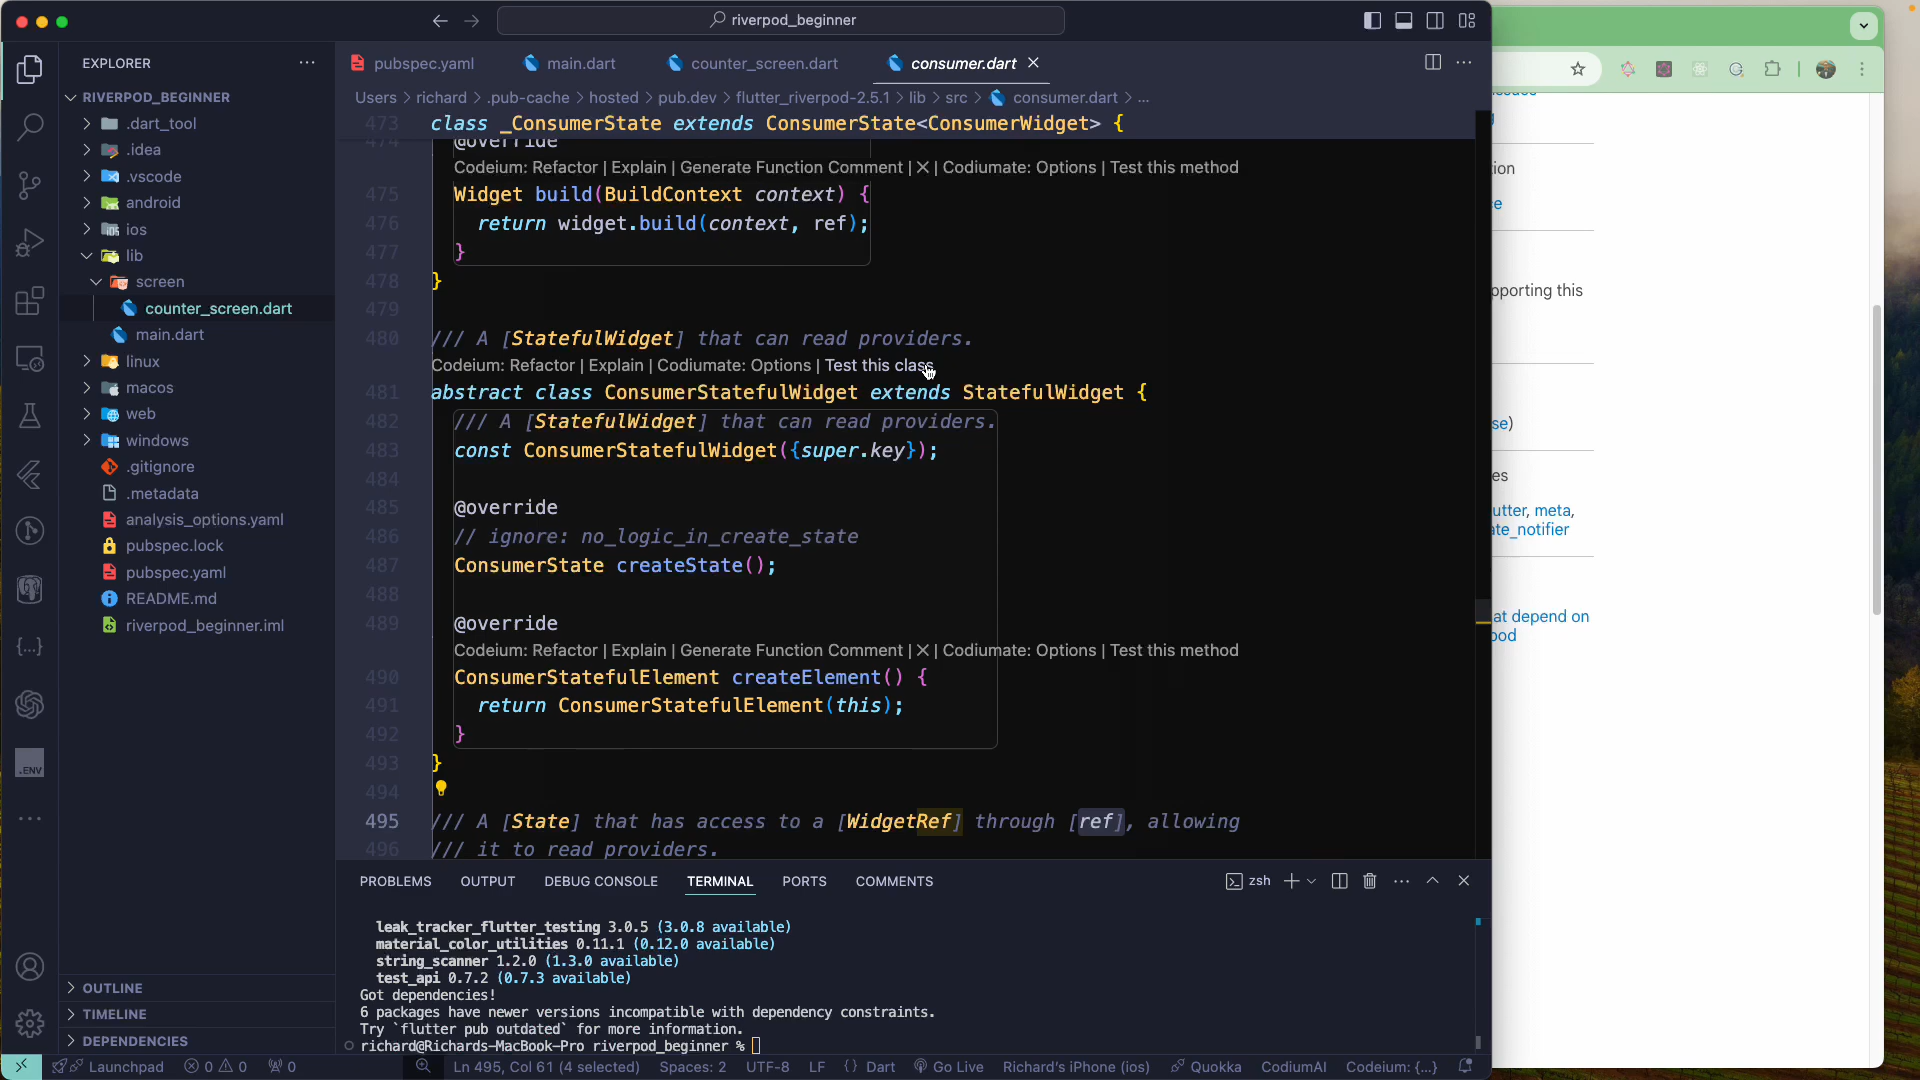 riverpod_beginner
EXPLORER
pubspec.yaml
main.dart
counter_screen.dart
consumer.dart
Users > richard > .pub-cache > hosted > pub.dev > flutter_riverpod-2.5.1 > lib > src > consumer.dart > ...
RIVERPOD_BEGINNER
.dart_tool
.idea
.vscode
android
ios
lib
screen
counter_screen.dart
main.dart
linux
macos
web
windows
.gitignore
.metadata
analysis_options.yaml
pubspec.lock
pubspec.yaml
README.md
riverpod_beginner.iml
OUTLINE
TIMELINE
DEPENDENCIES
473 class _ConsumerState extends ConsumerState<ConsumerWidget> {
474 @override
Codeium: Refactor | Explain | Generate Function Comment | X | Codiumate: Options | Test this method
475 Widget build(BuildContext context) {
476 return widget.build(context, ref);
477 }
478 }
479
480 /// A [StatefulWidget] that can read providers.
Codeium: Refactor | Explain | Codiumate: Options | Test this class
481 abstract class ConsumerStatefulWidget extends StatefulWidget {
482 /// A [StatefulWidget] that can read providers.
483 const ConsumerStatefulWidget({super.key});
484
485 @override
486 // ignore: no_logic_in_create_state
487 ConsumerState createState();
488
489 @override
Codeium: Refactor | Explain | Generate Function Comment | X | Codiumate: Options | Test this method
490 ConsumerStatefulElement createElement() {
491 return ConsumerStatefulElement(this);
492 }
493 }
494
495 /// A [State] that has access to a [WidgetRef] through [ref], allowing
496 /// it to read providers.
PROBLEMS OUTPUT DEBUG CONSOLE TERMINAL PORTS COMMENTS
zsh
leak_tracker_flutter_testing 3.0.5 (3.0.8 available)
material_color_utilities 0.11.1 (0.12.0 available)
string_scanner 1.2.0 (1.3.0 available)
test_api 0.7.2 (0.7.3 available)
Got dependencies!
6 packages have newer versions incompatible with dependency constraints.
Try `flutter pub outdated` for more information.
richard@Richards-MacBook-Pro riverpod_beginner %
Launchpad 0 0 0 Ln 495, Col 61 (4 selected) Spaces: 2 UTF-8 LF {} Dart Go Live Richard's iPhone (ios) Quokka CodiumAI Codeium: {...}
.ENV
ion
ce
pporting this
se)
es
utter, meta,
ate_notifier
at depend on
pod